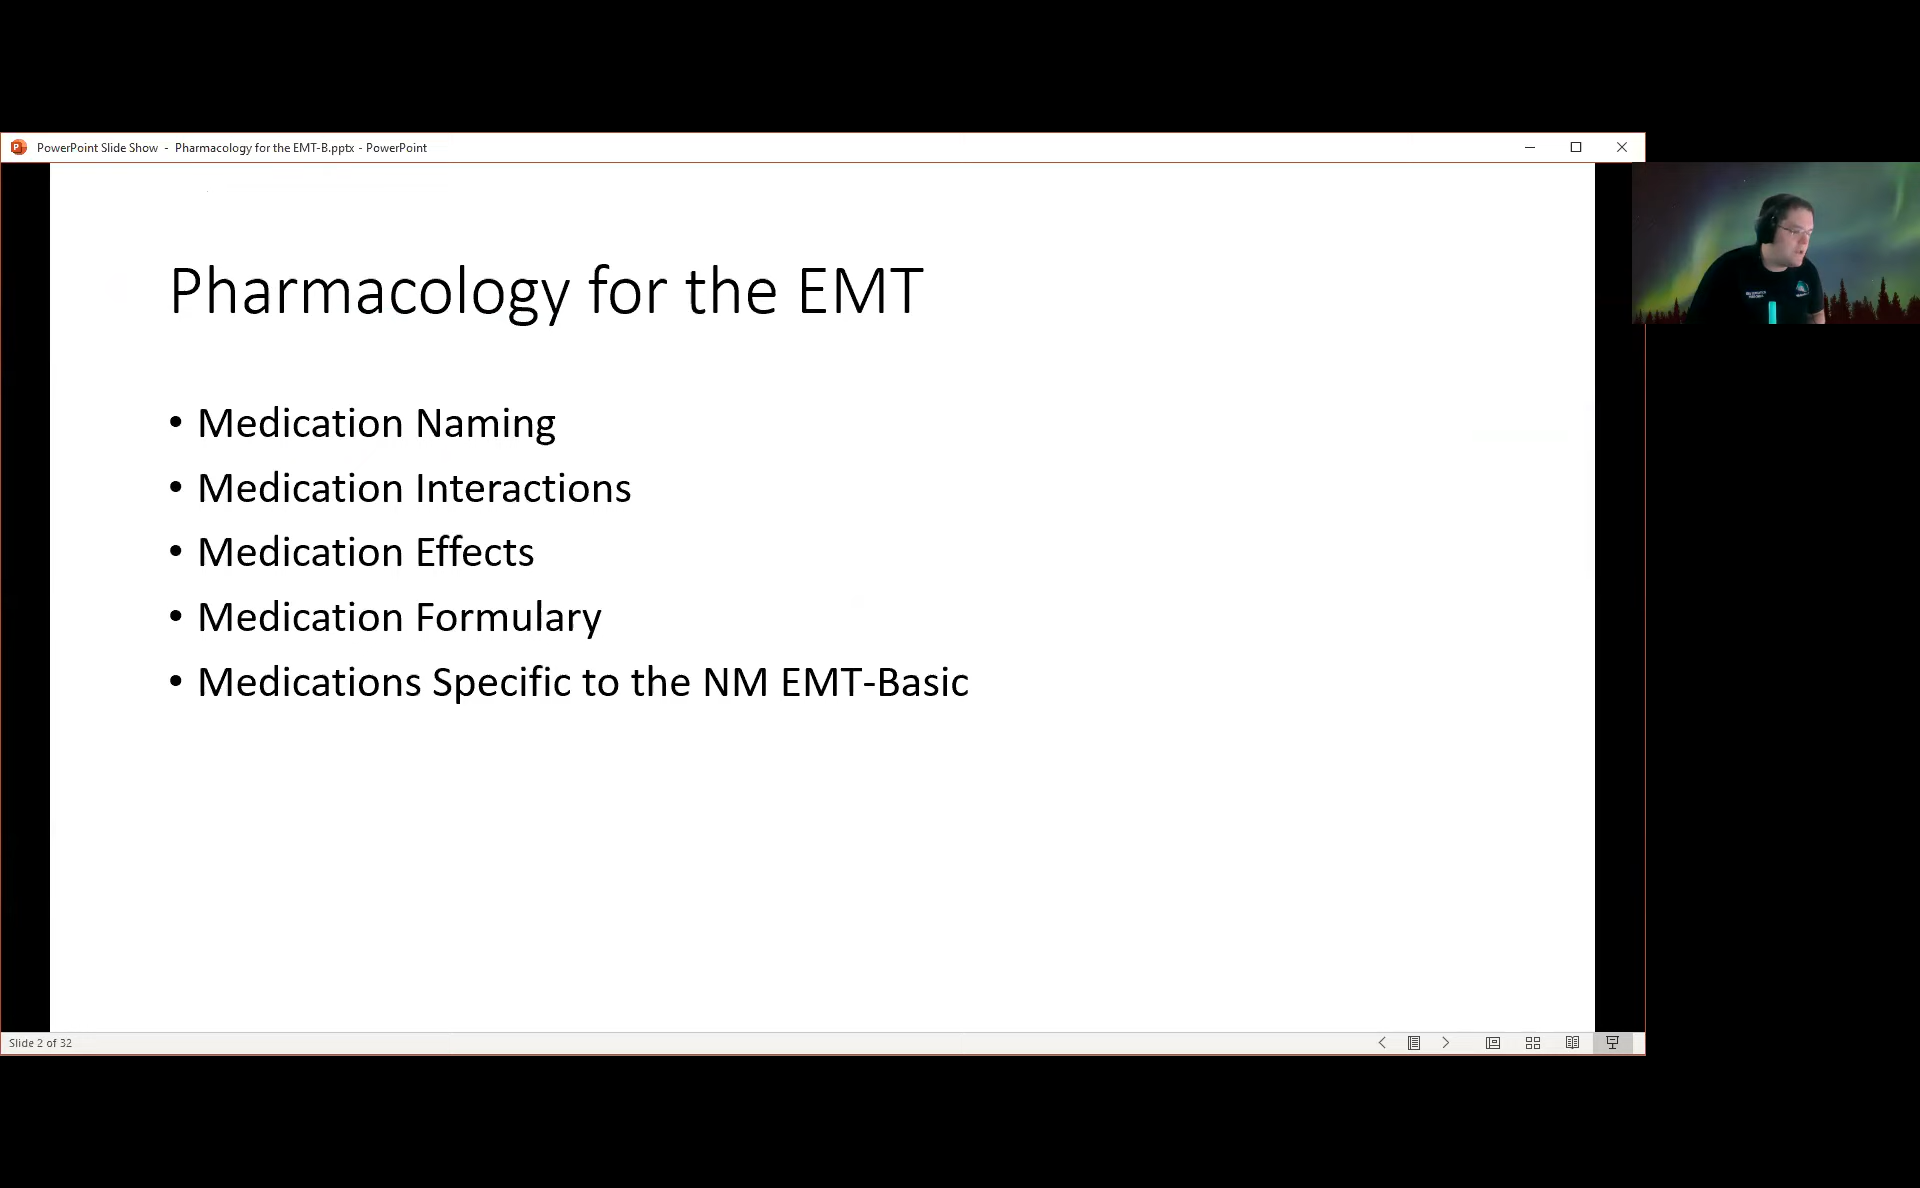 PowerPoint Slide Show - Pharmacology for the EMT-B.pptx - PowerPoint
Pharmacology for the EMT
• Medication Naming
• Medication Interactions
• Medication Effects
• Medication Formulary
• Medications Specific to the NM EMT-Basic
Slide 2 of 32